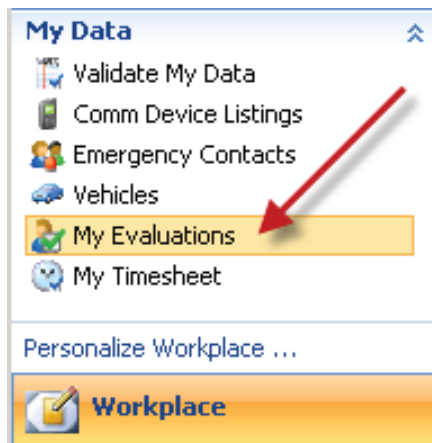 My Data
Validate My Data
Comm Device Listings
Emergency Contacts
Vehicles
My Evaluations
My Timesheet
Personalize Workplace ...
Workplace